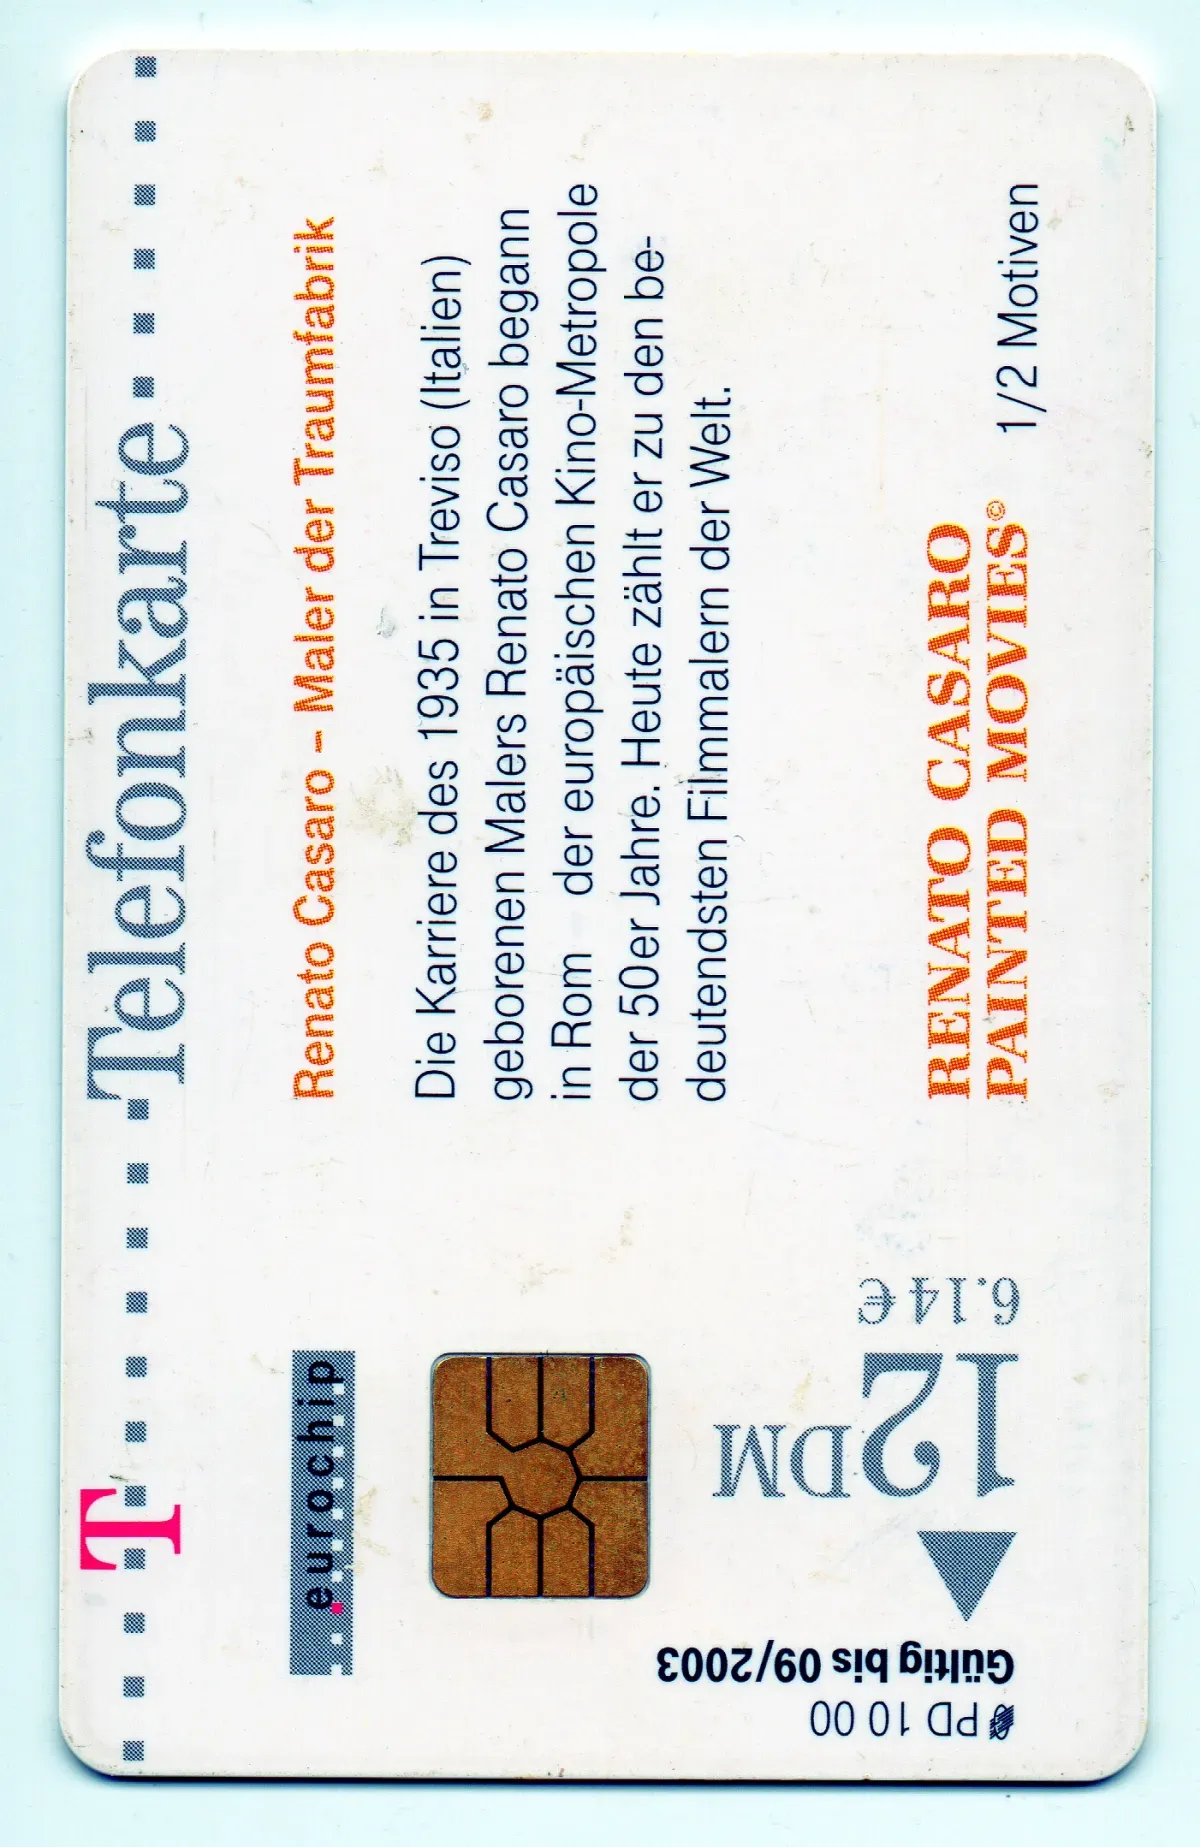 Telefonkarte
T
eurochip
Renato Casaro – Maler der Traumfabrik
Die Karriere des 1935 in Treviso (Italien)
geborenen Malers Renato Casaro begann
in Rom der europäischen Kino-Metropole
der 50er Jahre. Heute zählt er zu den be-
deutendsten Filmmalern der Welt.
RENATO CASARO
PAINTED MOVIES©
1/2 Motiven
6.14€
12DM
Gültig bis 09/2003
PD 10 00